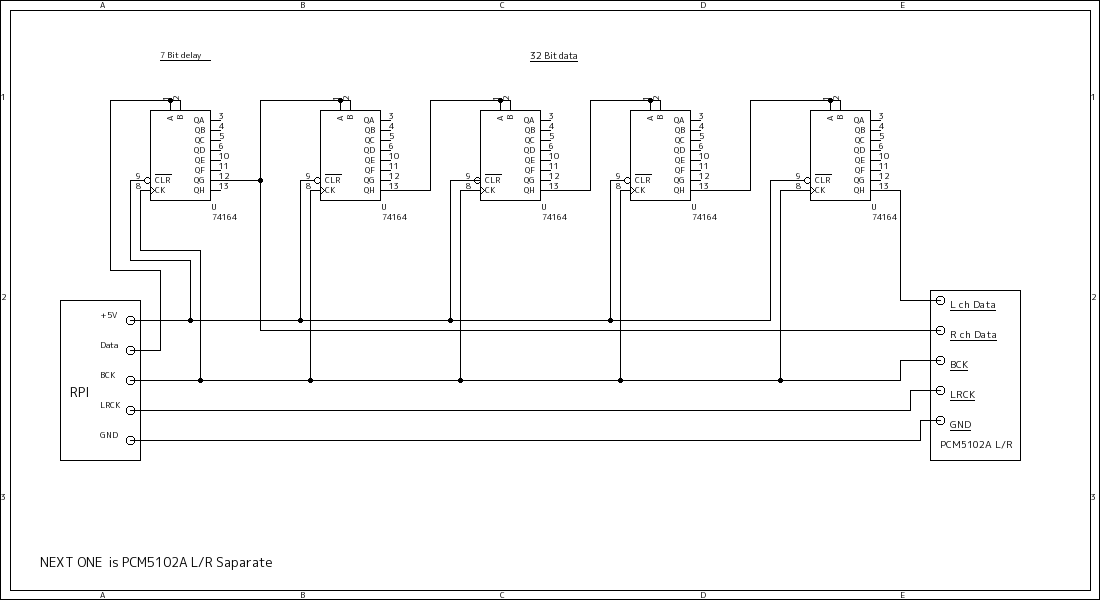 A B C D E
7 Bit delay 32 Bit data
1 1
1 2 1 2 1 2 1 2 1 2
A B QA 3 A B QA 3 A B QA 3 A B QA 3 A B QA 3
QB 4 QB 4 QB 4 QB 4 QB 4
QC 5 QC 5 QC 5 QC 5 QC 5
QD 6 QD 6 QD 6 QD 6 QD 6
QE 10 QE 10 QE 10 QE 10 QE 10
QF 11 QF 11 QF 11 QF 11 QF 11
9 CLR QG 12 9 CLR QG 12 9 CLR QG 12 9 CLR QG 12 9 CLR QG 12
8 CK QH 13 8 CK QH 13 8 CK QH 13 8 CK QH 13 8 CK QH 13
U U U U U
74164 74164 74164 74164 74164
2 2
+5V
Data
BCK
RPI
LRCK
GND
L ch Data
R ch Data
BCK
LRCK
GND
PCM5102A L/R
3 3
NEXT ONE is PCM5102A L/R Saparate
A B C D E